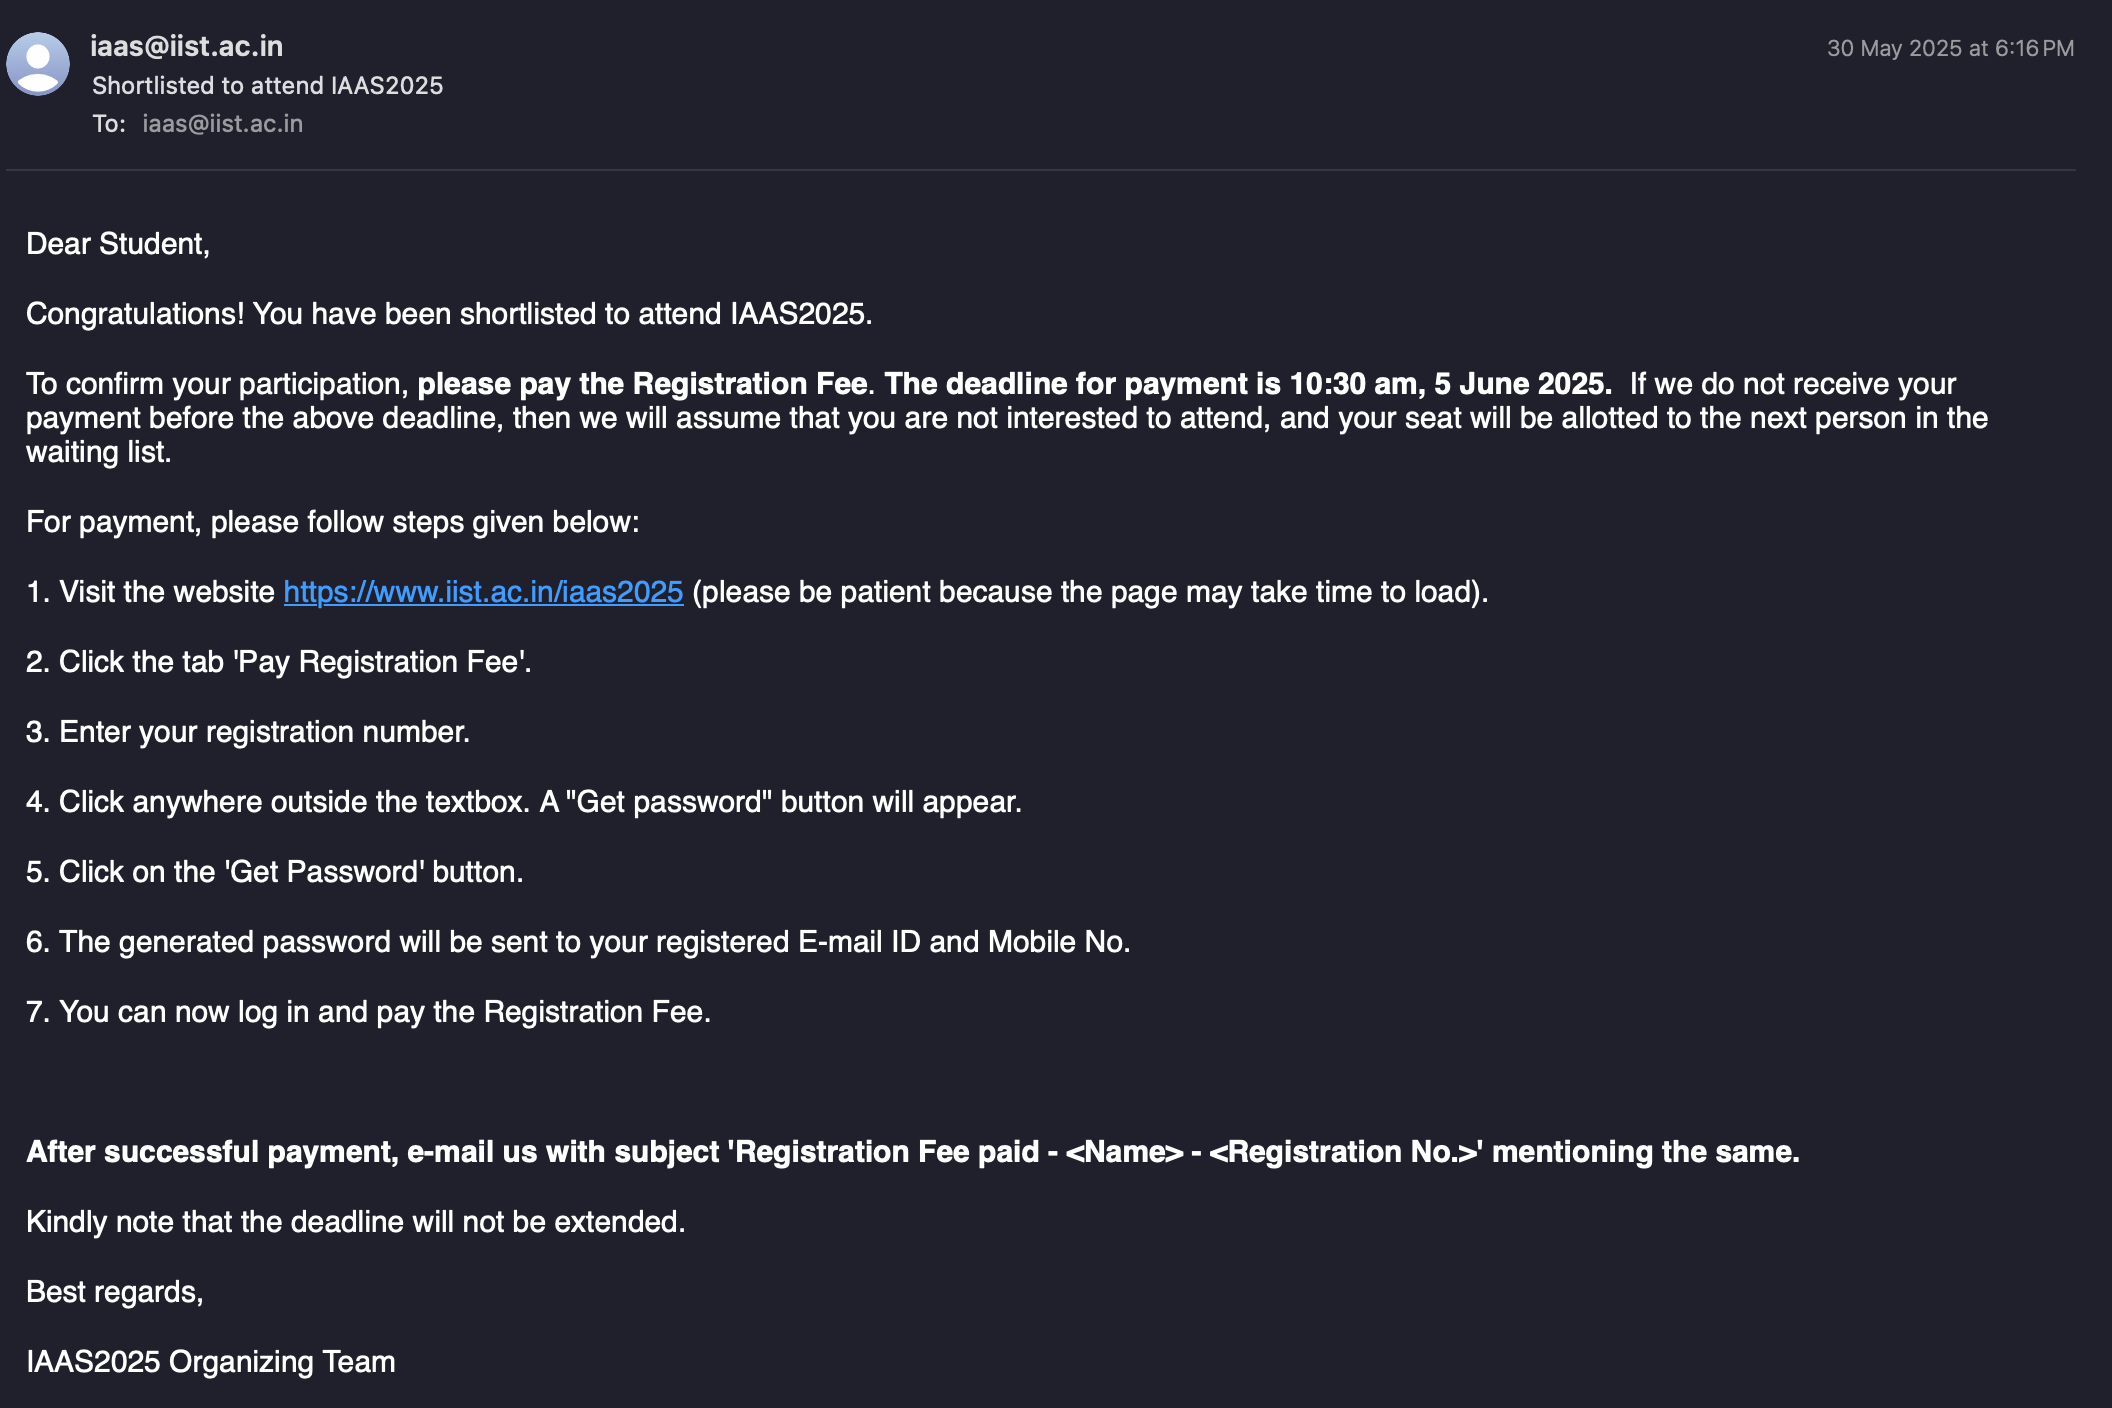 iaas@iist.ac.in
30 May 2025 at 6:16 PM
Shortlisted to attend IAAS2025
To: iaas@iist.ac.in
Dear Student,
Congratulations! You have been shortlisted to attend IAAS2025.
To confirm your participation, please pay the Registration Fee. The deadline for payment is 10:30 am, 5 June 2025.  If we do not receive your
payment before the above deadline, then we will assume that you are not interested to attend, and your seat will be allotted to the next person in the
waiting list.
For payment, please follow steps given below:
1. Visit the website https://www.iist.ac.in/iaas2025 (please be patient because the page may take time to load).
2. Click the tab 'Pay Registration Fee'.
3. Enter your registration number.
4. Click anywhere outside the textbox. A "Get password" button will appear.
5. Click on the 'Get Password' button.
6. The generated password will be sent to your registered E-mail ID and Mobile No.
7. You can now log in and pay the Registration Fee.
After successful payment, e-mail us with subject 'Registration Fee paid - <Name> - <Registration No.>' mentioning the same.
Kindly note that the deadline will not be extended.
Best regards,
IAAS2025 Organizing Team